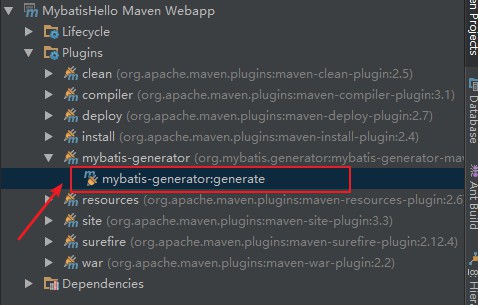 MybatisHello Maven Webapp
Lifecycle
Plugins
clean (org.apache.maven.plugins:maven-clean-plugin:2.5)
compiler (org.apache.maven.plugins:maven-compiler-plugin:3.1)
deploy (org.apache.maven.plugins:maven-deploy-plugin:2.7)
install (org.apache.maven.plugins:maven-install-plugin:2.4)
mybatis-generator (org.mybatis.generator:mybatis-generator-ma
mybatis-generator:generate
resources (org.apache.maven.plugins:maven-resources-plugin:2.6
site (org.apache.maven.plugins:maven-site-plugin:3.3)
surefire (org.apache.maven.plugins:maven-surefire-plugin:2.12.4)
war (org.apache.maven.plugins:maven-war-plugin:2.2)
Dependencies
en Projects
Database
Ant Build
Hier